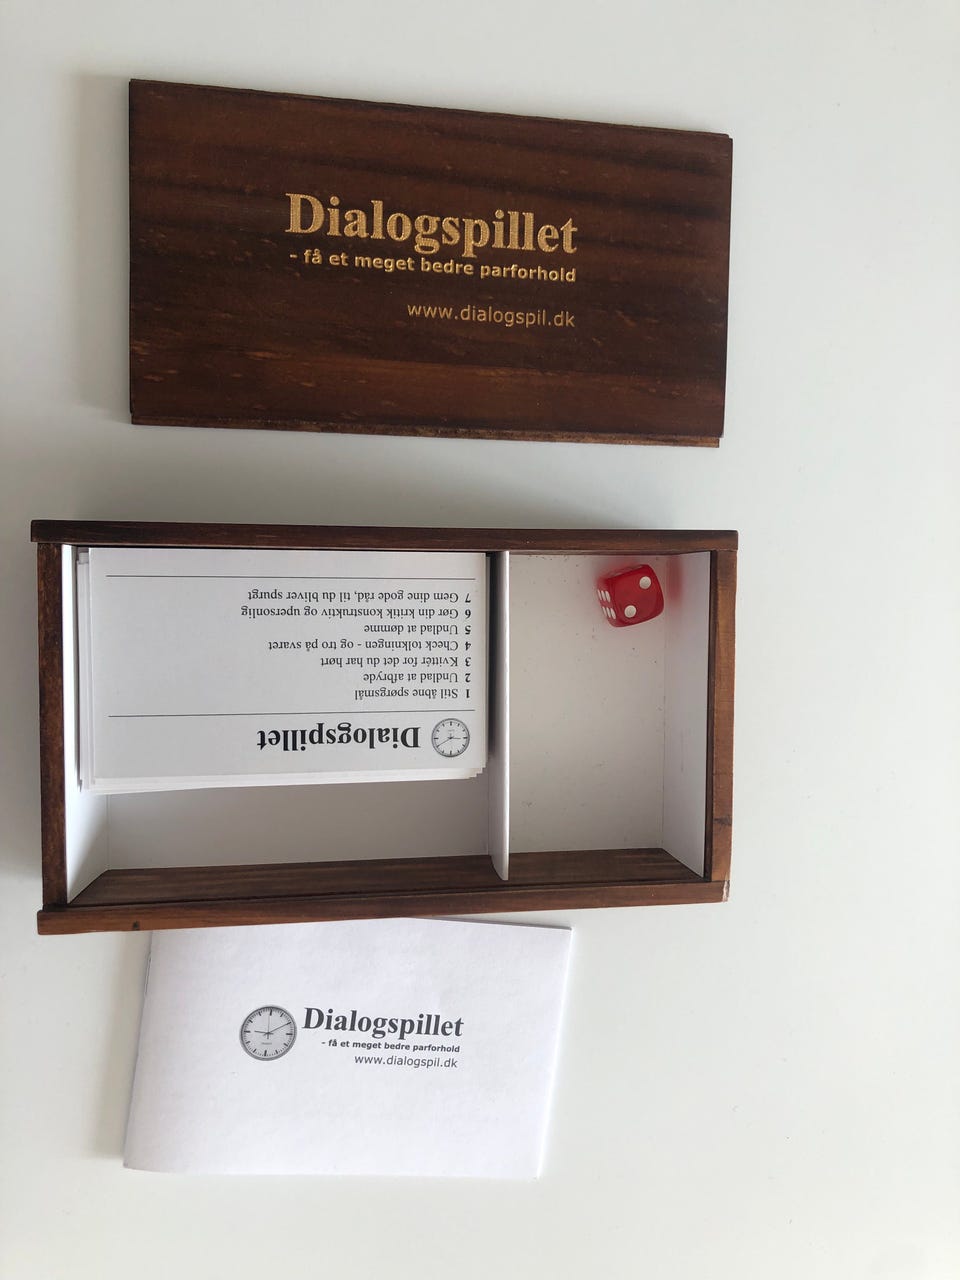 Dialogspillet
- få et meget bedre parforhold
www.dialogspil.dk
Dialogspillet
1 Stil åbne spørgsmål
2 Undlad at afbryde
3 Kvittér for det du har hørt
4 Check tolkningen - og tro på svaret
5 Undlad at dømme
6 Gør din kritik konstruktiv og upersonlig
7 Gem dine gode råd, til du bliver spurgt
Dialogspillet
- få et meget bedre parforhold
www.dialogspil.dk